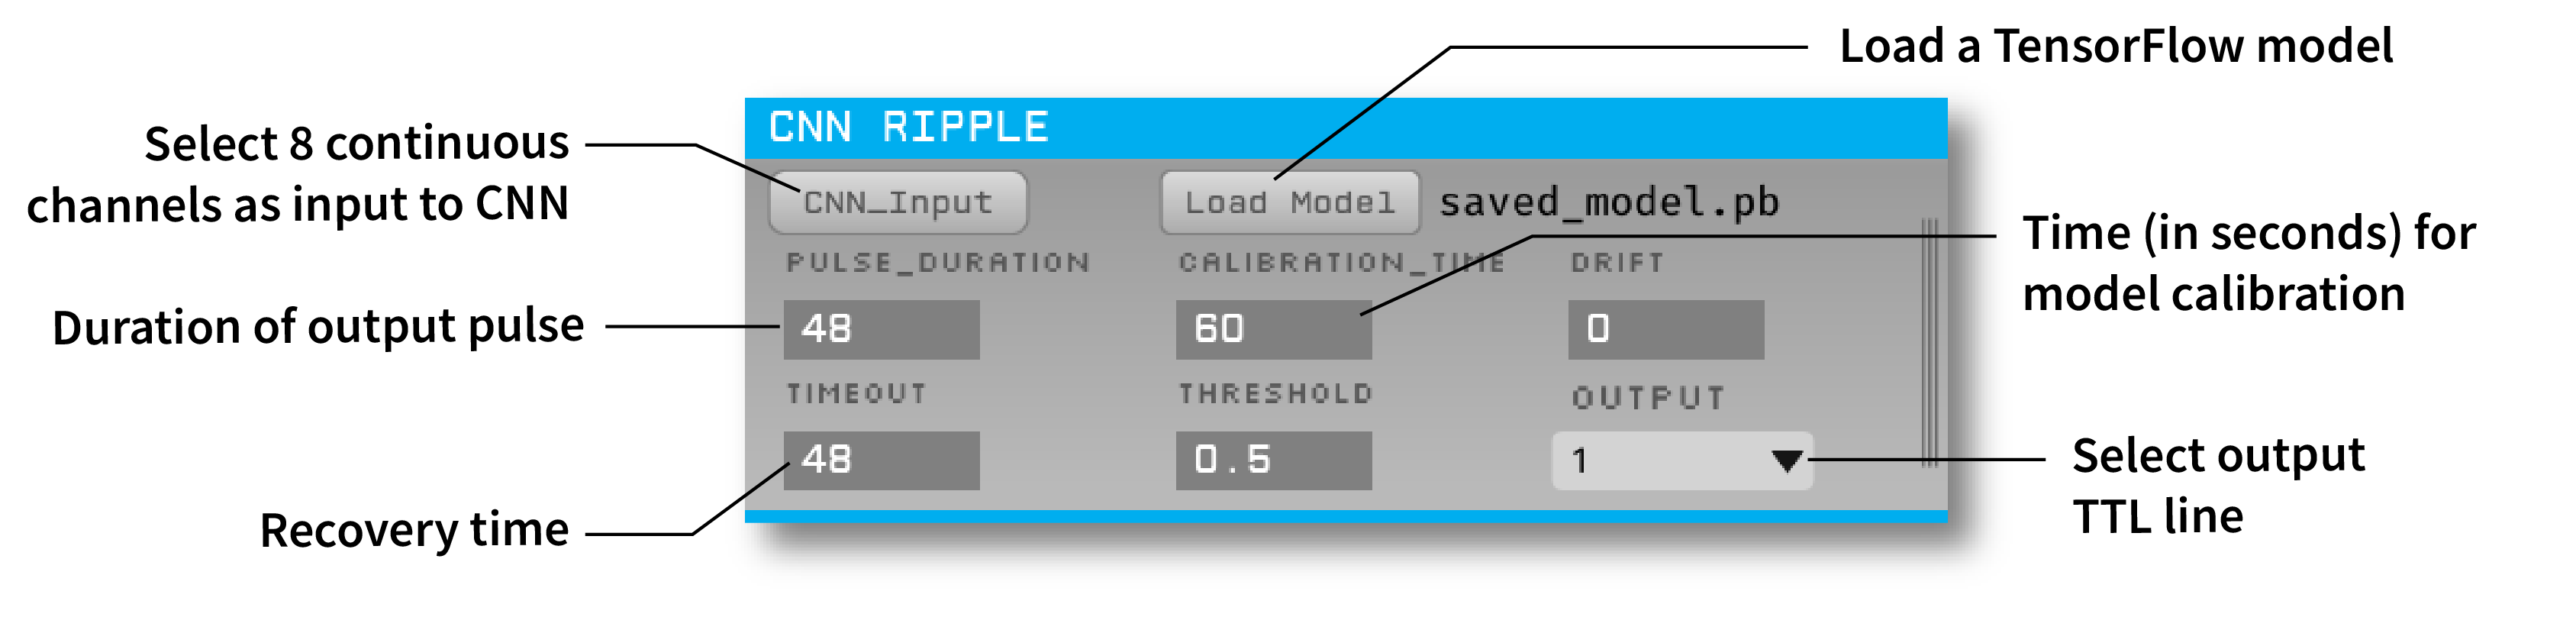 Load a TensorFlow model
CNN RIPPLE
Select 8 continuous
channels as input to CNN
CNN_Input
Load Model
saved_model.pb
Time (in seconds) for
model calibration
PULSE_DURATION
CALIBRATION_TIME
DRIFT
Duration of output pulse
48
60
0
TIMEOUT
THRESHOLD
OUTPUT
48
0.5
1
Select output
TTL line
Recovery time